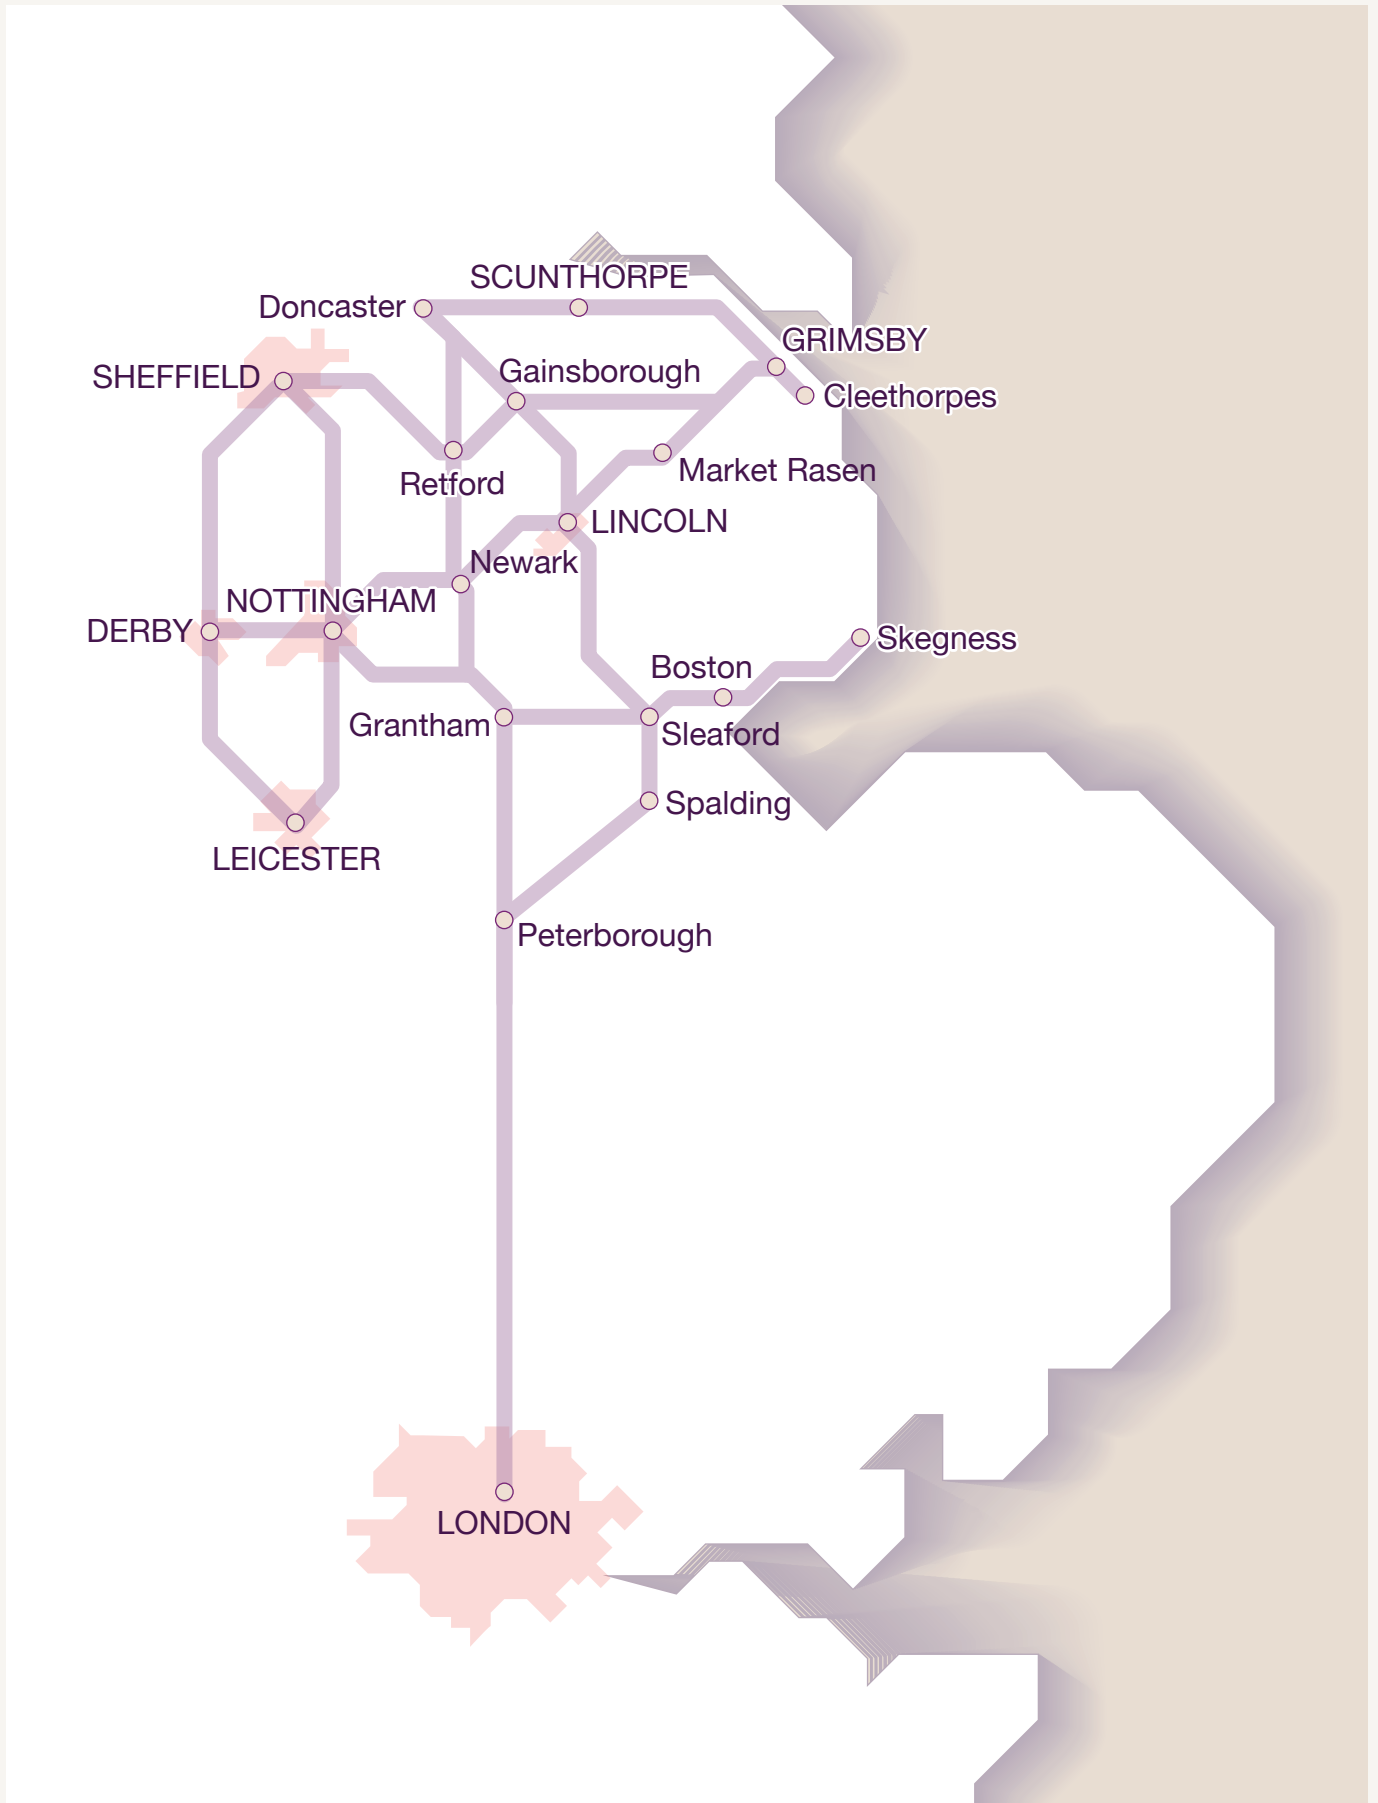 SCUNTHORPE
Doncaster
GRIMSBY
Gainsborough
SHEFFIELD
Cleethorpes
Market Rasen
Retford
LINCOLN
Newark
NOTTINGHAM
DERBY
Skegness
Boston
Grantham
Sleaford
Spalding
LEICESTER
Peterborough
LONDON